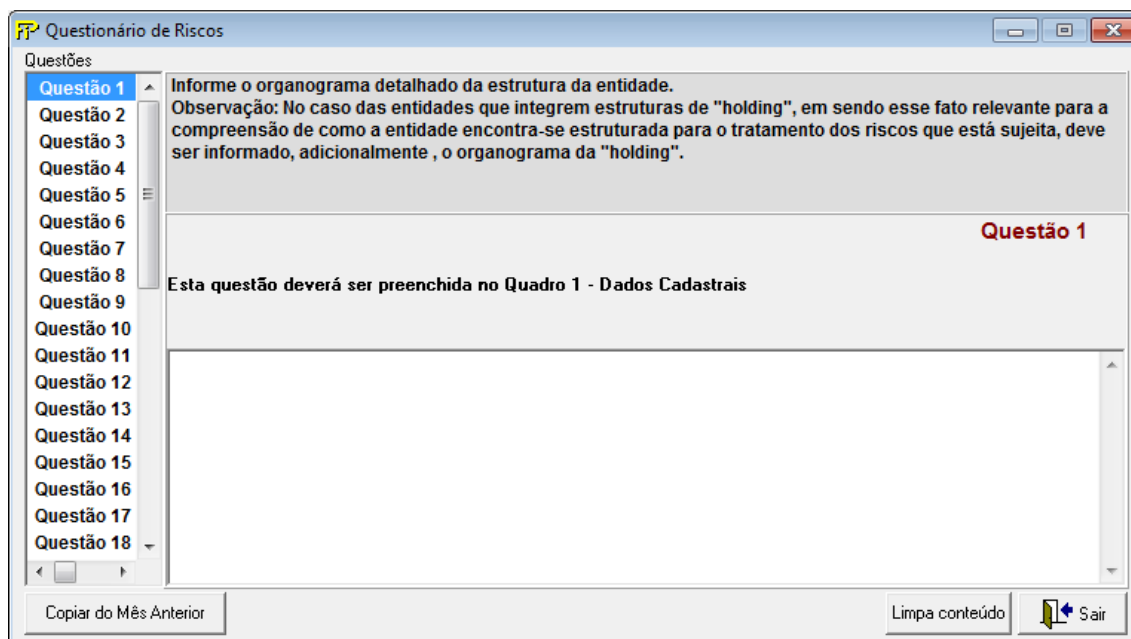 FIP Questionário de Riscos
Questões
Questão 1
Questão 2
Questão 3
Questão 4
Questão 5
Questão 6
Questão 7
Questão 8
Questão 9
Questão 10
Questão 11
Questão 12
Questão 13
Questão 14
Questão 15
Questão 16
Questão 17
Questão 18
Informe o organograma detalhado da estrutura da entidade.
Observação: No caso das entidades que integrem estruturas de "holding", em sendo esse fato relevante para a
compreensão de como a entidade encontra-se estruturada para o tratamento dos riscos que está sujeita, deve
ser informado, adicionalmente , o organograma da "holding".
Questão 1
Esta questão deverá ser preenchida no Quadro 1 - Dados Cadastrais
Copiar do Mês Anterior
Limpa conteúdo
Sair